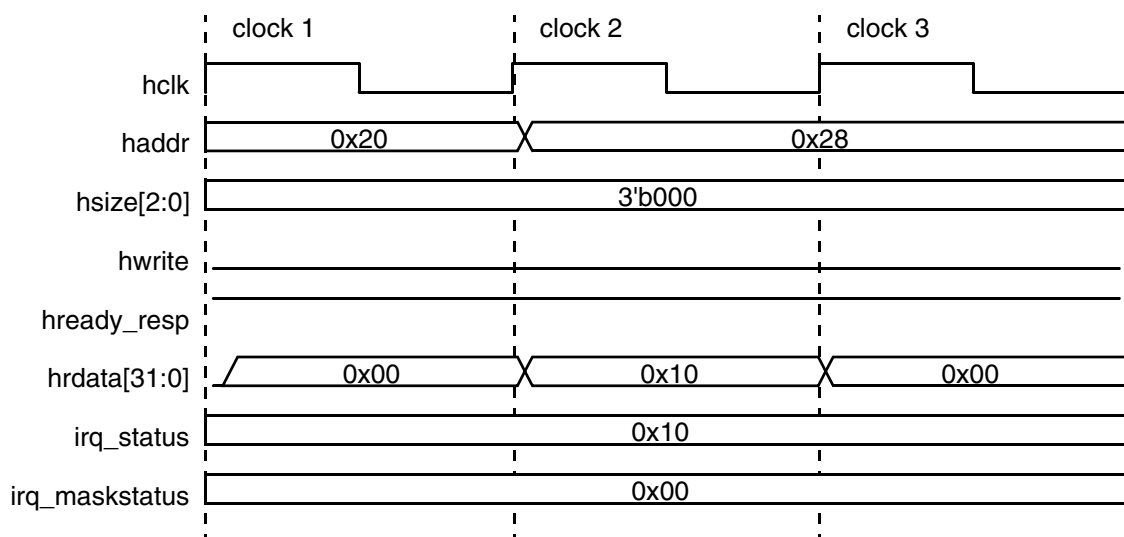 clock 1 clock 2 clock 3
hclk
haddr 0x20 0x28
hsize[2:0] 3'b000
hwrite
hready_resp
hrdata[31:0] 0x00 0x10 0x00
irq_status 0x10
irq_maskstatus 0x00